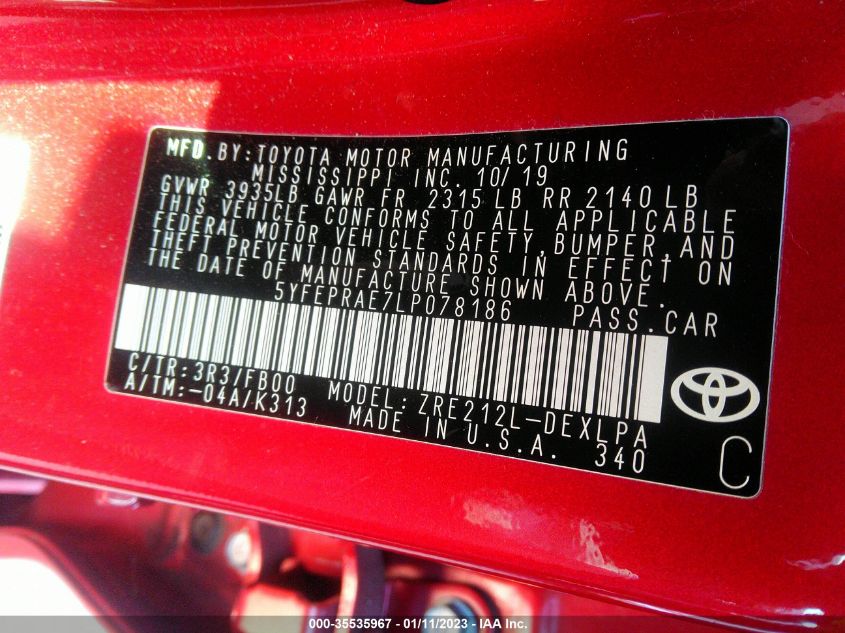 MFD.BY:TOYOTA MOTOR MANUFACTURING
MISSISSIPPI INC. 10/19
GVWR 3935LB GAWR FR 2315 LB RR 2140 LB
THIS VEHICLE CONFORMS TO ALL APPLICABLE
FEDERAL MOTOR VEHICLE SAFETY,BUMPER,AND
THEFT PREVENTION STANDARDS IN EFFECT ON
THE DATE OF MANUFACTURE SHOWN ABOVE.
5YFEPRAE7LP078186 PASS.CAR
C/TR:3R3/FB00 MODEL:ZRE212L-DEXLPA
A/TM:-04A/K313 MADE IN U.S.A. 340
C
000-35535967 - 01/11/2023 - IAA Inc.